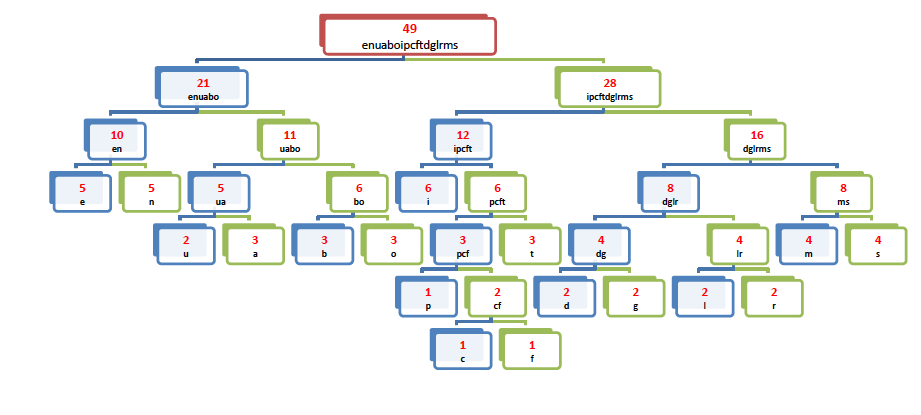 49
enuaboipcftdglrms
21
enuabo
28
ipcftdglrms
10
en
11
uabo
12
ipcft
16
dglrms
5
e
5
n
5
ua
6
bo
6
i
6
pcft
8
dglr
8
ms
2
u
3
a
3
b
3
o
3
pcf
3
t
4
dg
4
lr
4
m
4
s
1
p
2
cf
2
d
2
g
2
l
2
r
1
c
1
f